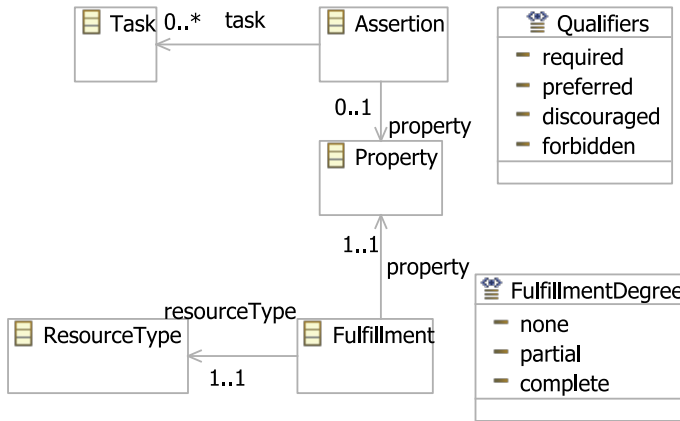 Task
0..*
task
Assertion
Qualifiers
required
preferred
discouraged
forbidden
0..1
property
Property
1..1
property
FulfillmentDegree
none
partial
complete
resourceType
ResourceType
Fulfillment
1..1